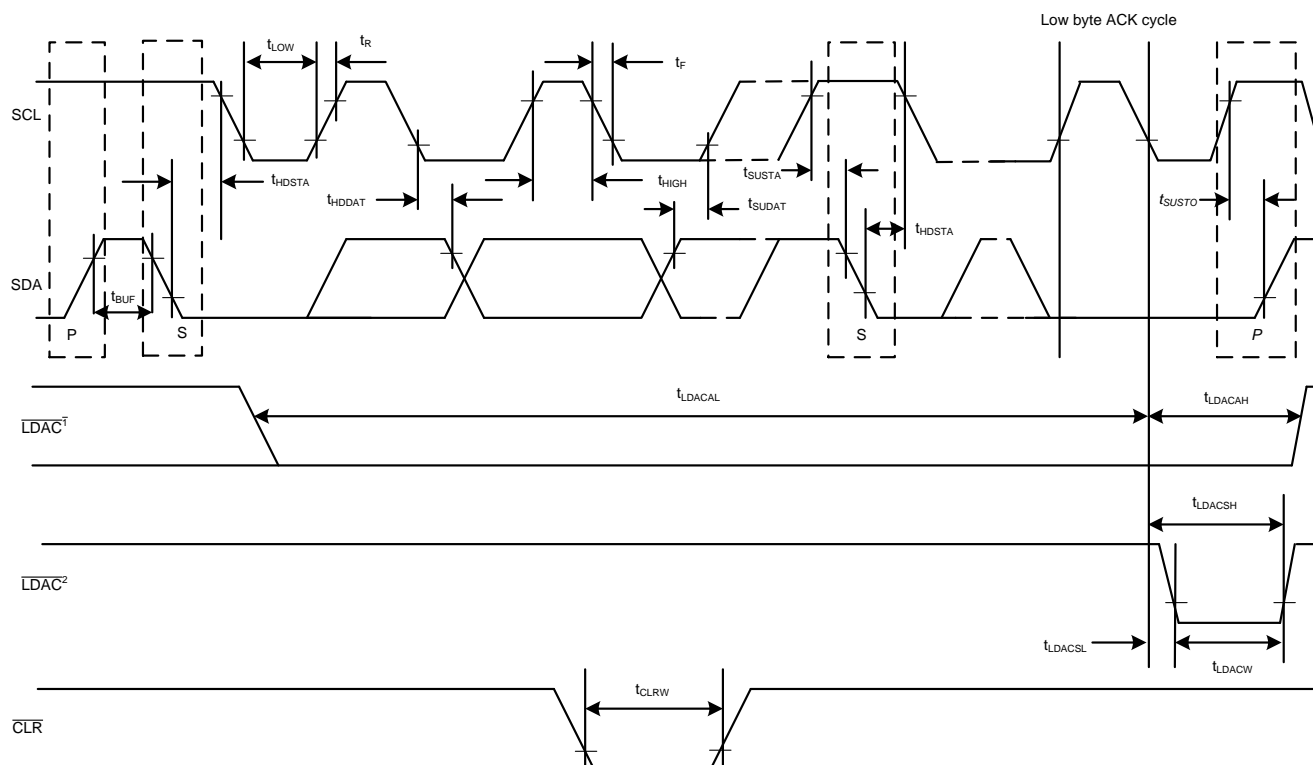 Low byte ACK cycle
tLOW
tR
tF
SCL
tHDSTA
tHDDAT
tHIGH
tSUDAT
tSUSTA
tHDSTA
tSUSTO
SDA
tBUF
P
S
S
P
tLDACAL
tLDACAH
LDAC1
tLDACSH
LDAC2
tLDACSL
tLDACW
tCLRW
CLR